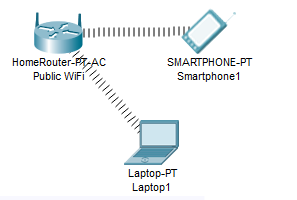 HomeRouter-PT-AC
Public WiFi
SMARTPHONE-PT
Smartphone1
Laptop-PT
Laptop1